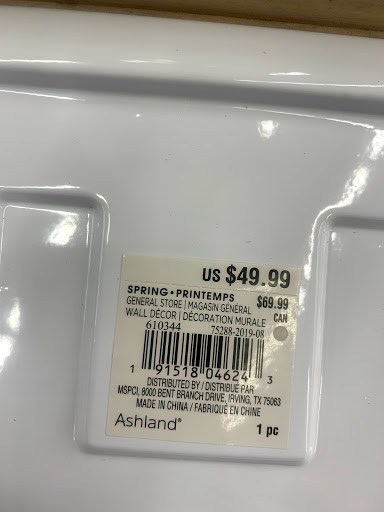 US $49.99
SPRING • PRINTEMPS $69.99
GENERAL STORE | MAGASIN GÉNÉRAL CAN
WALL DÉCOR | DÉCORATION MURALE
610344 75288-2019-08
1 91518 04624 3
DISTRIBUTED BY / DISTRIBUÉ PAR
MSPCI, 8000 BENT BRANCH DRIVE, IRVING, TX 75063
MADE IN CHINA / FABRIQUÉ EN CHINE
Ashland® 1 pc